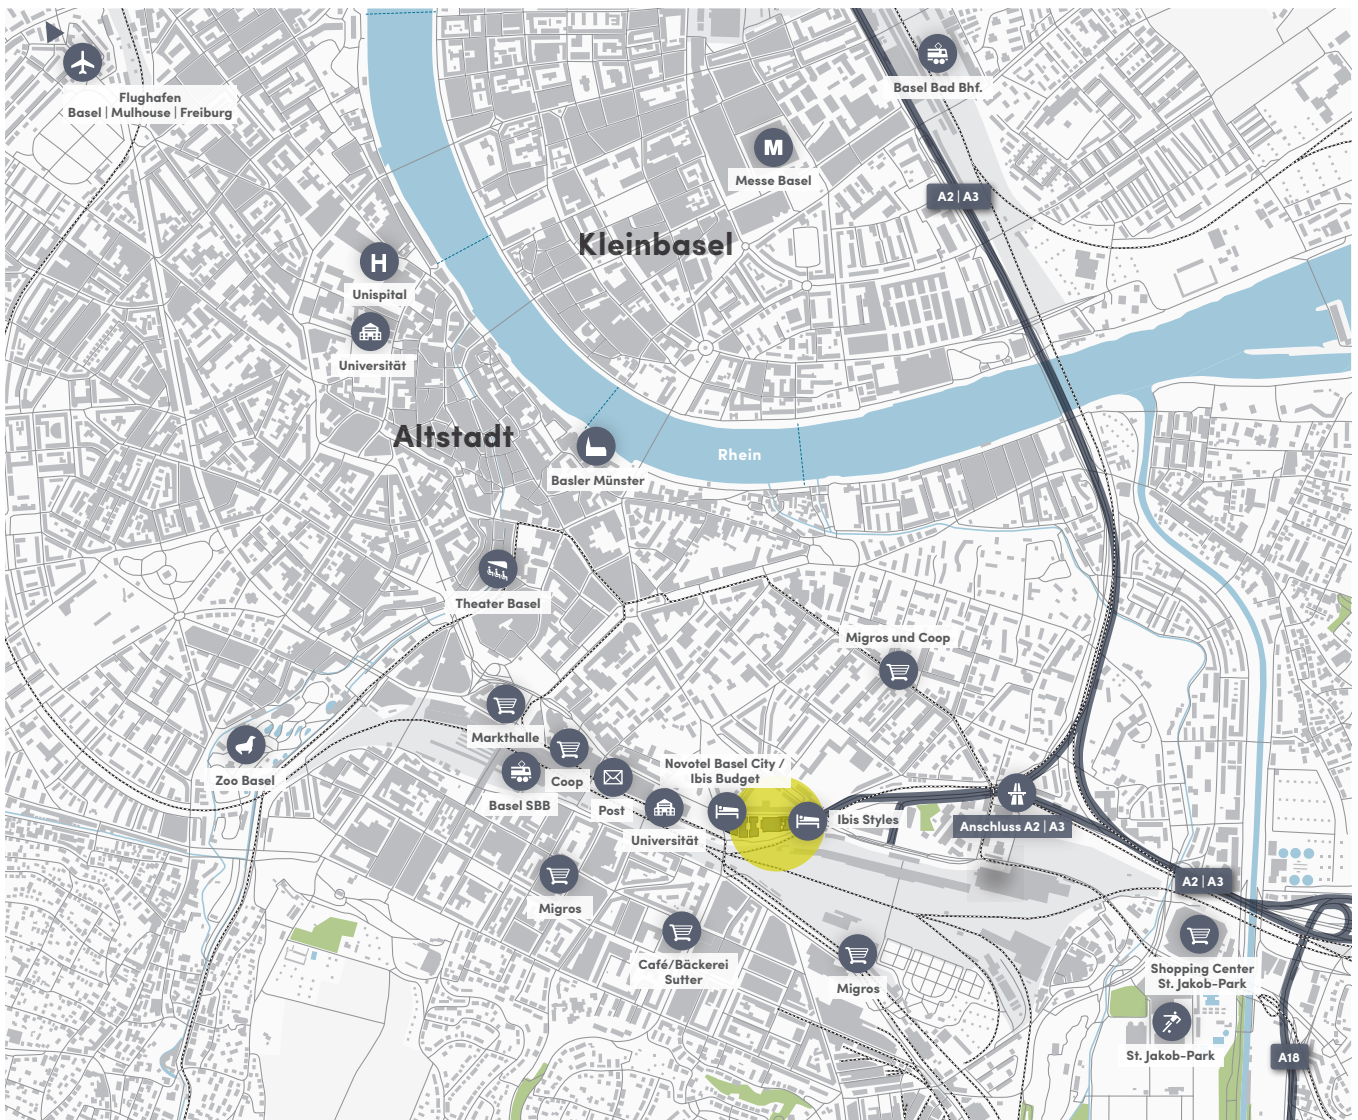 Flughafen
Basel | Mulhouse | Freiburg
Basel Bad Bhf.
M
Messe Basel
A2 | A3
Kleinbasel
H
Unispital
Universität
Altstadt
Rhein
Basler Münster
Theater Basel
Migros und Coop
Markthalle
Zoo Basel
Coop
Novotel Basel City /
Ibis Budget
Basel SBB
Post
Universität
Ibis Styles
Anschluss A2 | A3
A2 | A3
Migros
Café/Bäckerei
Sutter
Migros
Shopping Center
St. Jakob-Park
St. Jakob-Park
A18